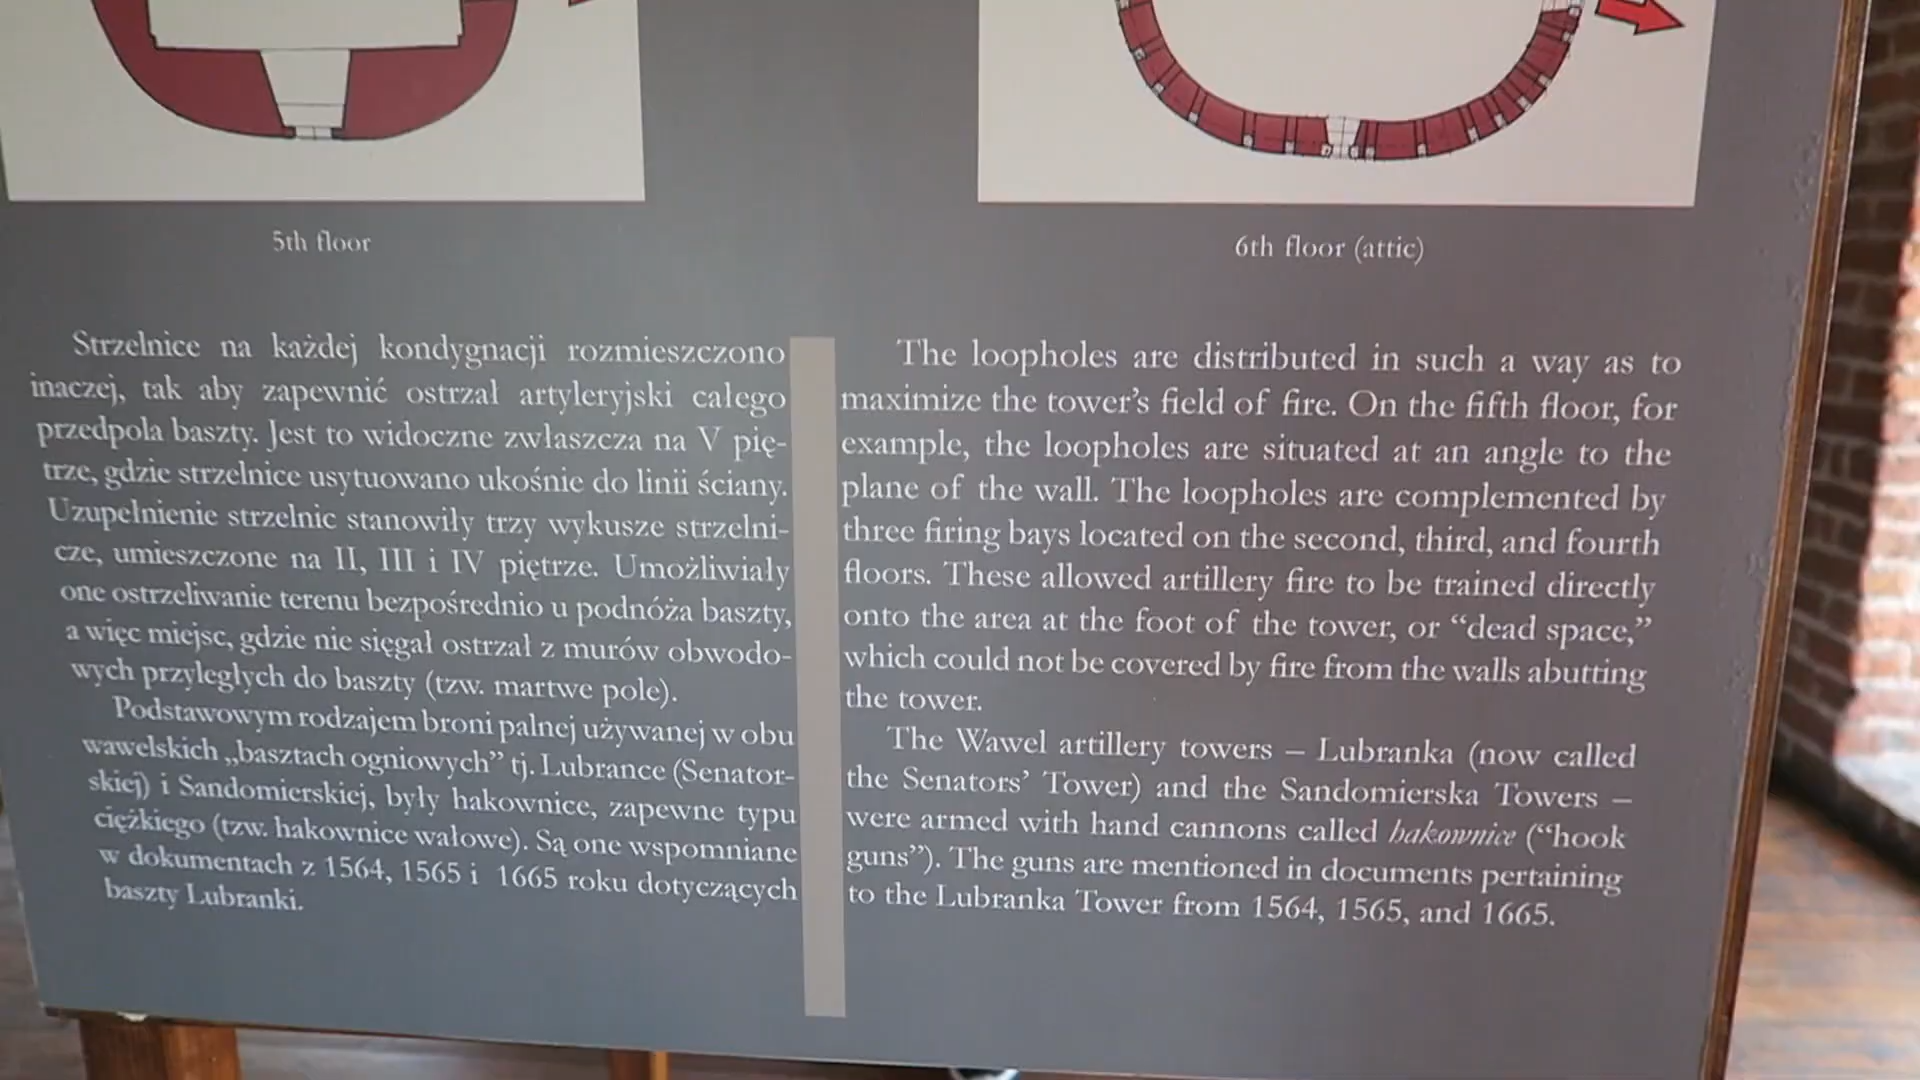 5th floor
6th floor (attic)
Strzelnice na każdej kondygnacji rozmieszczono
inaczej, tak aby zapewnić ostrzał artyleryjski całego
przedpola baszty. Jest to widoczne zwłaszcza na V pię-
trze, gdzie strzelnice usytuowano ukośnie do linii ściany.
Uzupełnienie strzelnic stanowiły trzy wykusze strzelni-
cze, umieszczone na II, III i IV piętrze. Umożliwiały
one ostrzeliwanie terenu bezpośrednio u podnóża baszty,
a więc miejsc, gdzie nie sięgał ostrzał z murów obwodo-
wych przyległych do baszty (tzw. martwe pole).
Podstawowym rodzajem broni palnej używanej w obu
wawelskich „basztach ogniowych” tj. Lubrance (Senator-
skiej) i Sandomierskiej, były hakownice, zapewne typu
ciężkiego (tzw. hakownice wałowe). Są one wspomniane
w dokumentach z 1564, 1565 i 1665 roku dotyczących
baszty Lubranki.
The loopholes are distributed in such a way as to
maximize the tower’s field of fire. On the fifth floor, for
example, the loopholes are situated at an angle to the
plane of the wall. The loopholes are complemented by
three firing bays located on the second, third, and fourth
floors. These allowed artillery fire to be trained directly
onto the area at the foot of the tower, or “dead space,”
which could not be covered by fire from the walls abutting
the tower.
The Wawel artillery towers – Lubranka (now called
the Senators’ Tower) and the Sandomierska Towers –
were armed with hand cannons called hakownice (“hook
guns”). The guns are mentioned in documents pertaining
to the Lubranka Tower from 1564, 1565, and 1665.